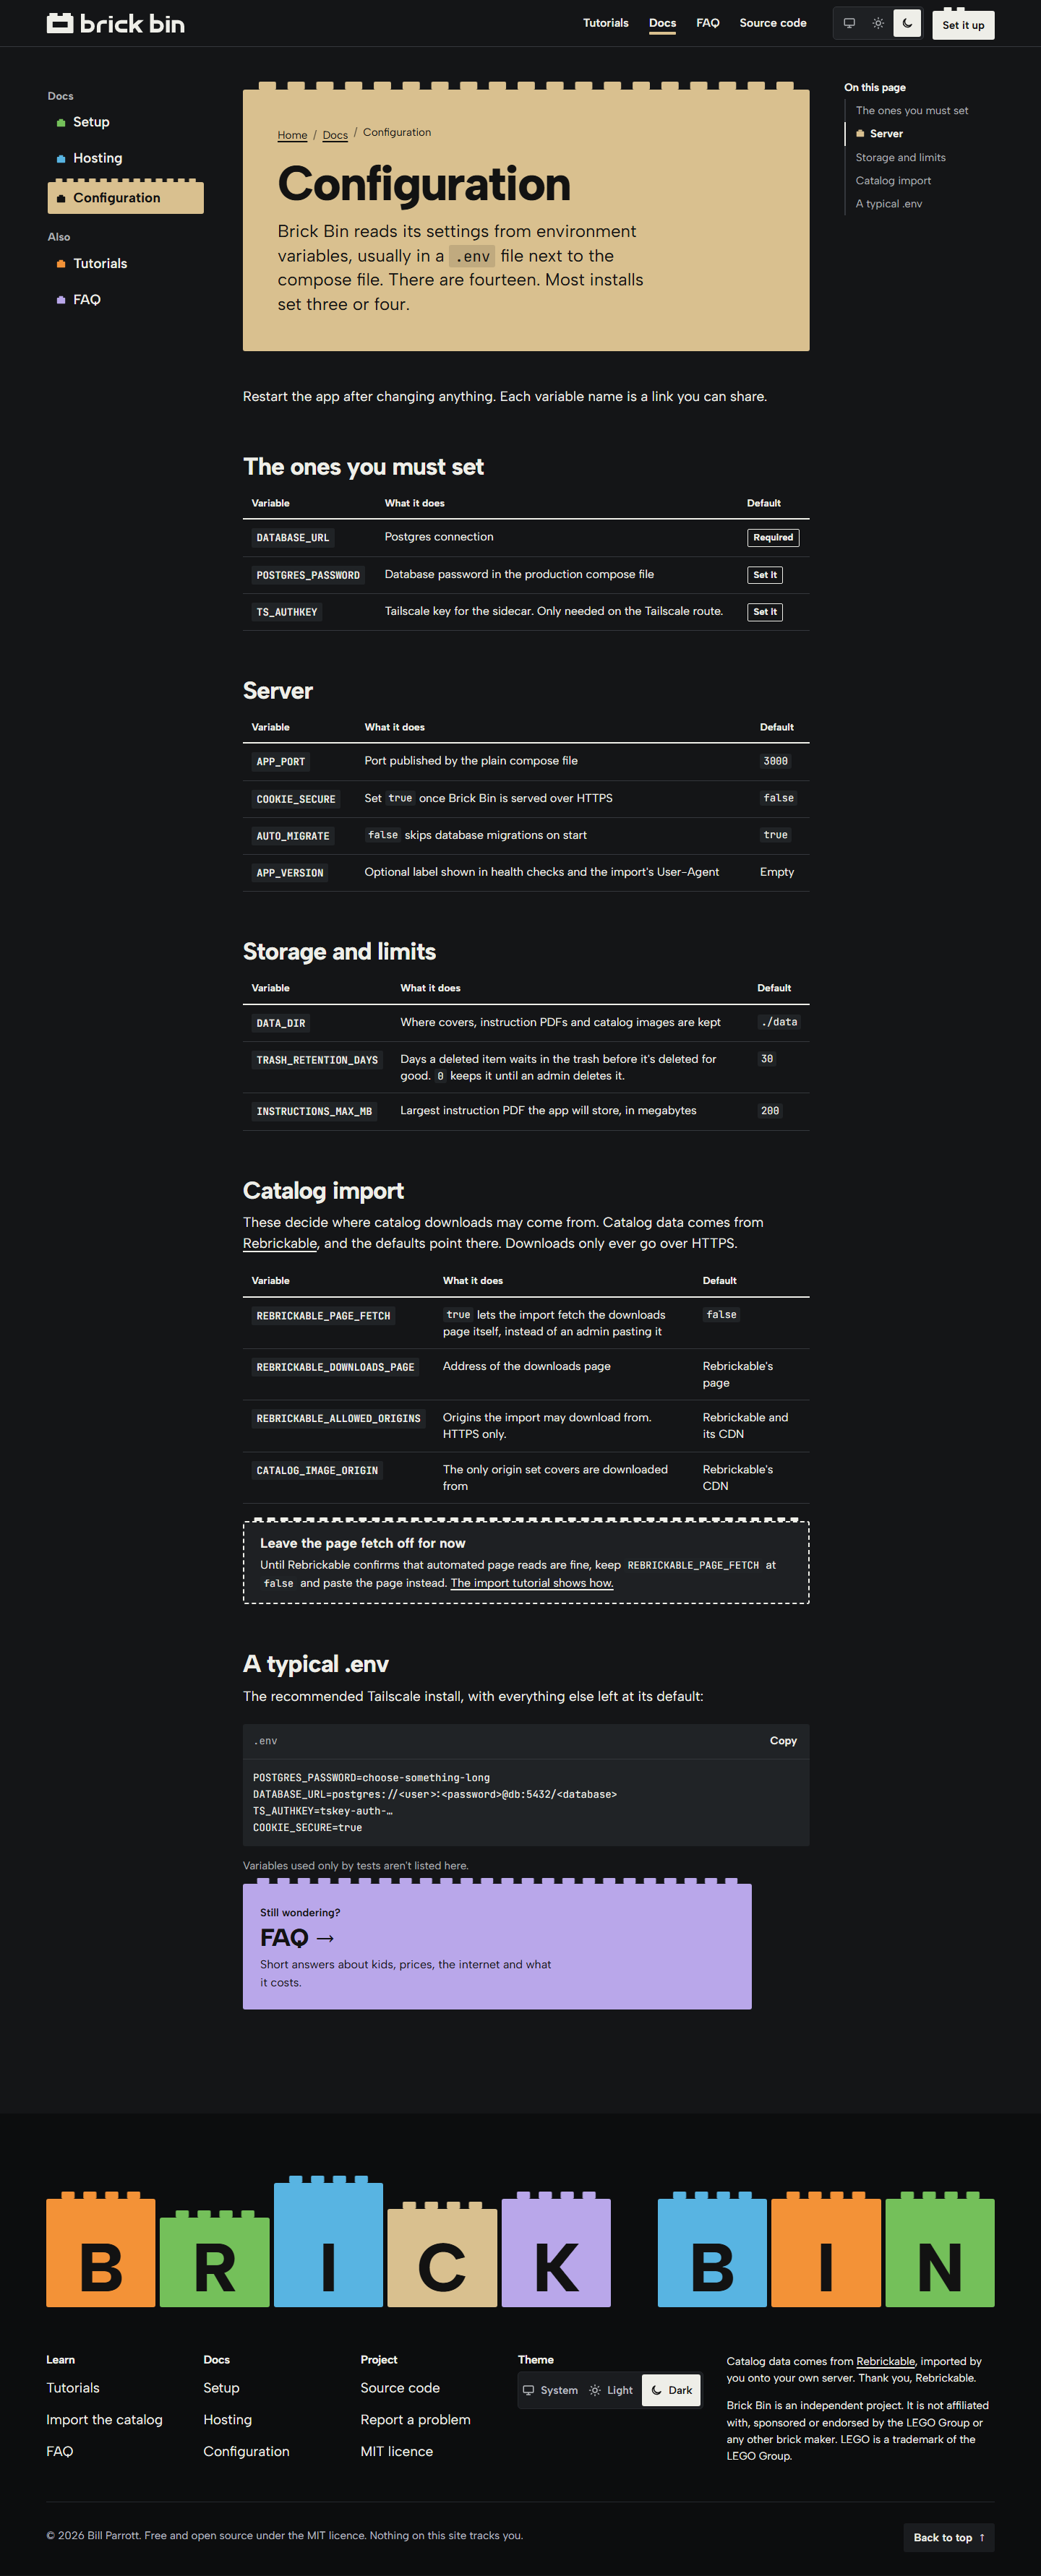 brick bin
Tutorials Docs FAQ Source code Set it up
Docs
Setup
Hosting
Configuration
Also
Tutorials
FAQ
Home / Docs / Configuration
Configuration
Brick Bin reads its settings from environment
variables, usually in a .env file next to the
compose file. There are fourteen. Most installs
set three or four.
On this page
The ones you must set
Server
Storage and limits
Catalog import
A typical .env
Restart the app after changing anything. Each variable name is a link you can share.
The ones you must set
Variable What it does Default
DATABASE_URL Postgres connection Required
POSTGRES_PASSWORD Database password in the production compose file Set it
TS_AUTHKEY Tailscale key for the sidecar. Only needed on the Tailscale route. Set it
Server
Variable What it does Default
APP_PORT Port published by the plain compose file 3000
COOKIE_SECURE Set true once Brick Bin is served over HTTPS false
AUTO_MIGRATE false skips database migrations on start true
APP_VERSION Optional label shown in health checks and the import's User-Agent Empty
Storage and limits
Variable What it does Default
DATA_DIR Where covers, instruction PDFs and catalog images are kept ./data
TRASH_RETENTION_DAYS Days a deleted item waits in the trash before it's deleted for 30
good. 0 keeps it until an admin deletes it.
INSTRUCTIONS_MAX_MB Largest instruction PDF the app will store, in megabytes 200
Catalog import
These decide where catalog downloads may come from. Catalog data comes from
Rebrickable, and the defaults point there. Downloads only ever go over HTTPS.
Variable What it does Default
REBRICKABLE_PAGE_FETCH true lets the import fetch the downloads false
page itself, instead of an admin pasting it
REBRICKABLE_DOWNLOADS_PAGE Address of the downloads page Rebrickable's
page
REBRICKABLE_ALLOWED_ORIGINS Origins the import may download from. Rebrickable and
HTTPS only. its CDN
CATALOG_IMAGE_ORIGIN The only origin set covers are downloaded Rebrickable's
from CDN
Leave the page fetch off for now
Until Rebrickable confirms that automated page reads are fine, keep REBRICKABLE_PAGE_FETCH at
false and paste the page instead. The import tutorial shows how.
A typical .env
The recommended Tailscale install, with everything else left at its default:
.env Copy
POSTGRES_PASSWORD=choose-something-long
DATABASE_URL=postgres://<user>:<password>@db:5432/<database>
TS_AUTHKEY=tskey-auth-…
COOKIE_SECURE=true
Variables used only by tests aren't listed here.
Still wondering?
FAQ →
Short answers about kids, prices, the internet and what
it costs.
BRICK BIN
Learn
Tutorials
Import the catalog
FAQ
Docs
Setup
Hosting
Configuration
Project
Source code
Report a problem
MIT licence
Theme
System Light Dark
Catalog data comes from Rebrickable, imported by
you onto your own server. Thank you, Rebrickable.
Brick Bin is an independent project. It is not affiliated
with, sponsored or endorsed by the LEGO Group or
any other brick maker. LEGO is a trademark of the
LEGO Group.
© 2026 Bill Parrott. Free and open source under the MIT licence. Nothing on this site tracks you.
Back to top ↑